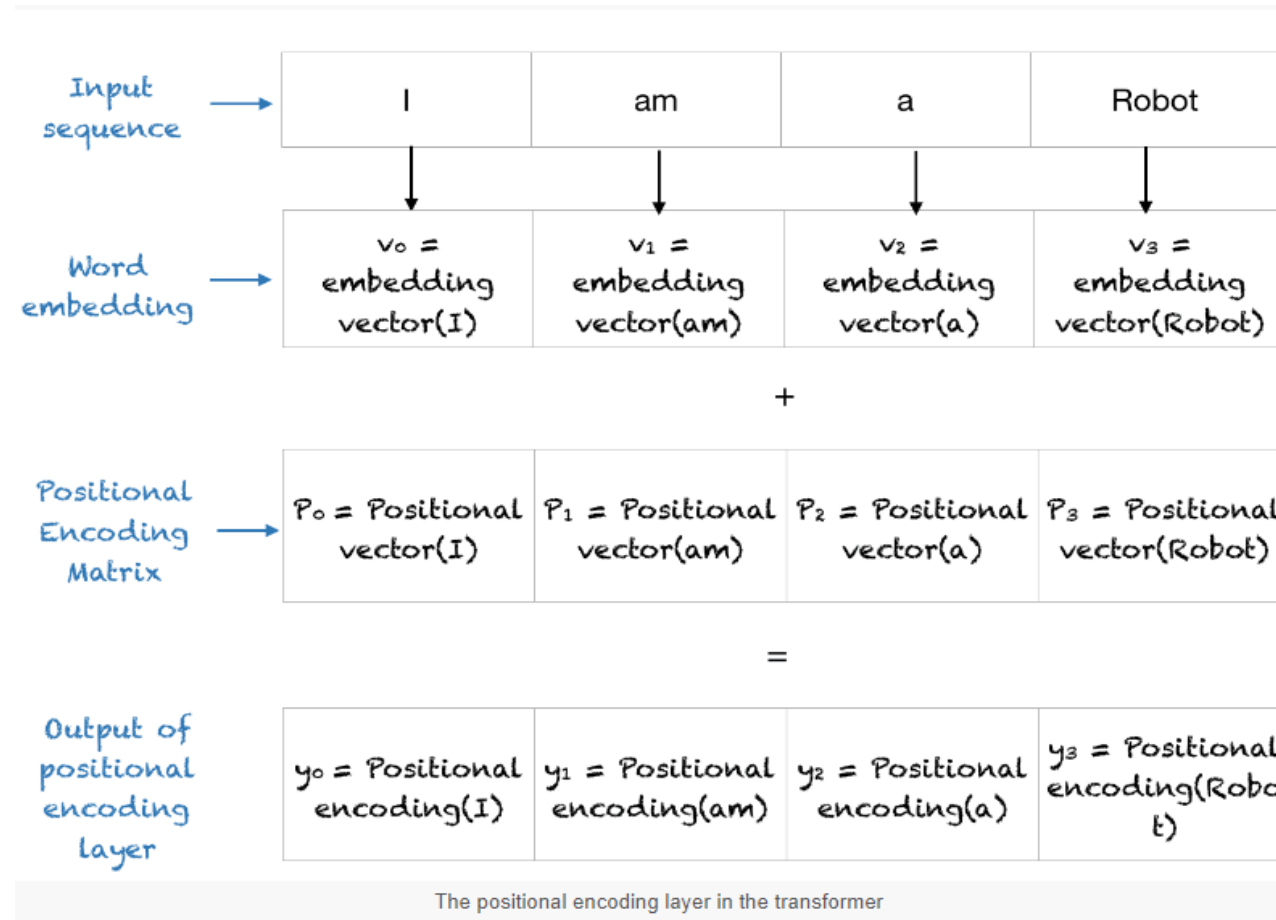 Input
sequence
I
am
a
Robot
Word
embedding
v₀ =
embedding
vector(I)
v₁ =
embedding
vector(am)
v₂ =
embedding
vector(a)
v₃ =
embedding
vector(Robot)
+
Positional
Encoding
Matrix
P₀ = Positional
vector(I)
P₁ = Positional
vector(am)
P₂ = Positional
vector(a)
P₃ = Positional
vector(Robot)
=
Output of
positional
encoding
layer
y₀ = Positional
encoding(I)
y₁ = Positional
encoding(am)
y₂ = Positional
encoding(a)
y₃ = Positional
encoding(Robo
t)
The positional encoding layer in the transformer